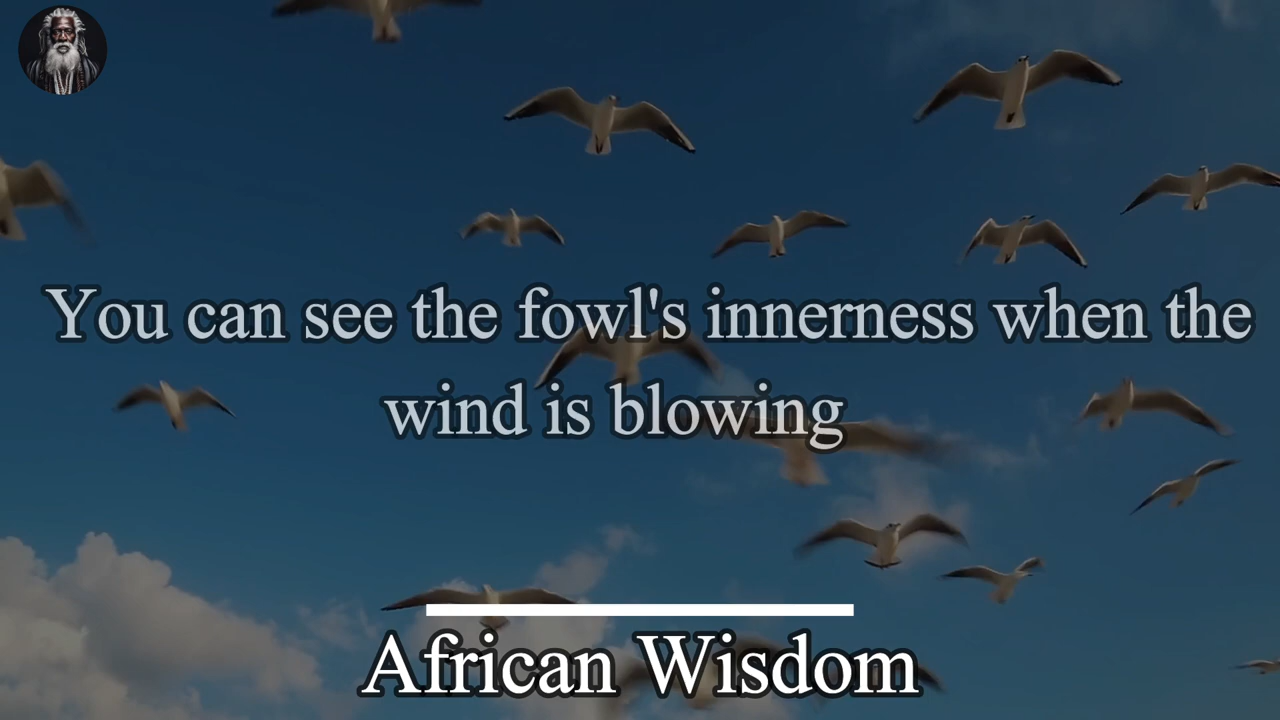 You can see the fowl's innerness when the
wind is blowing
African Wisdom